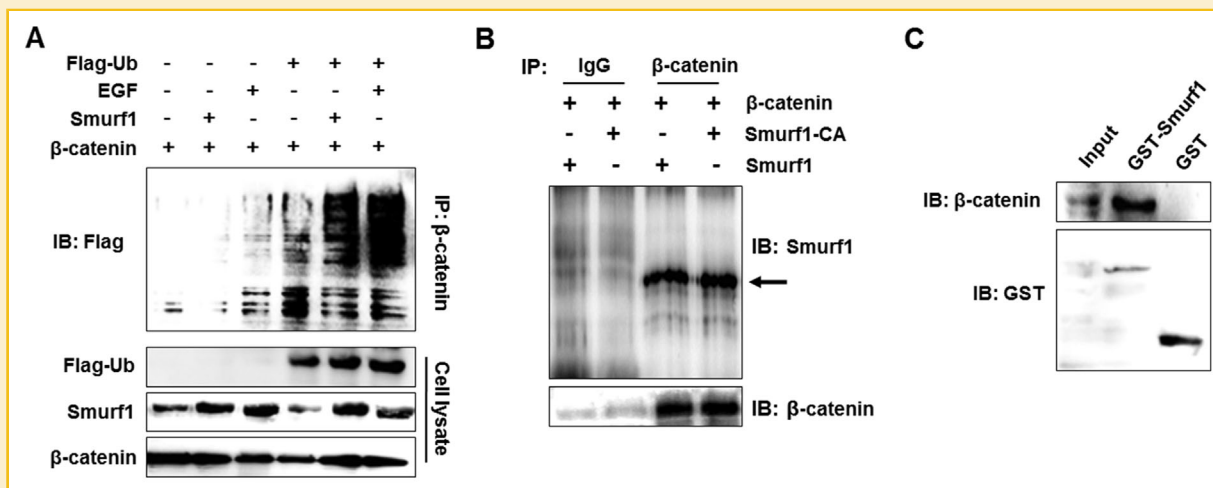 A
Flag-Ub - - - + + +
EGF - - + - - +
Smurf1 - + - - + -
β-catenin + + + + + +
IB: Flag
IP: β-catenin
Flag-Ub
Smurf1
β-catenin
Cell lysate
B
IP: IgG β-catenin
+ + + + β-catenin
- + - + Smurf1-CA
+ - + - Smurf1
IB: Smurf1
IB: β-catenin
C
Input GST-Smurf1 GST
IB: β-catenin
IB: GST